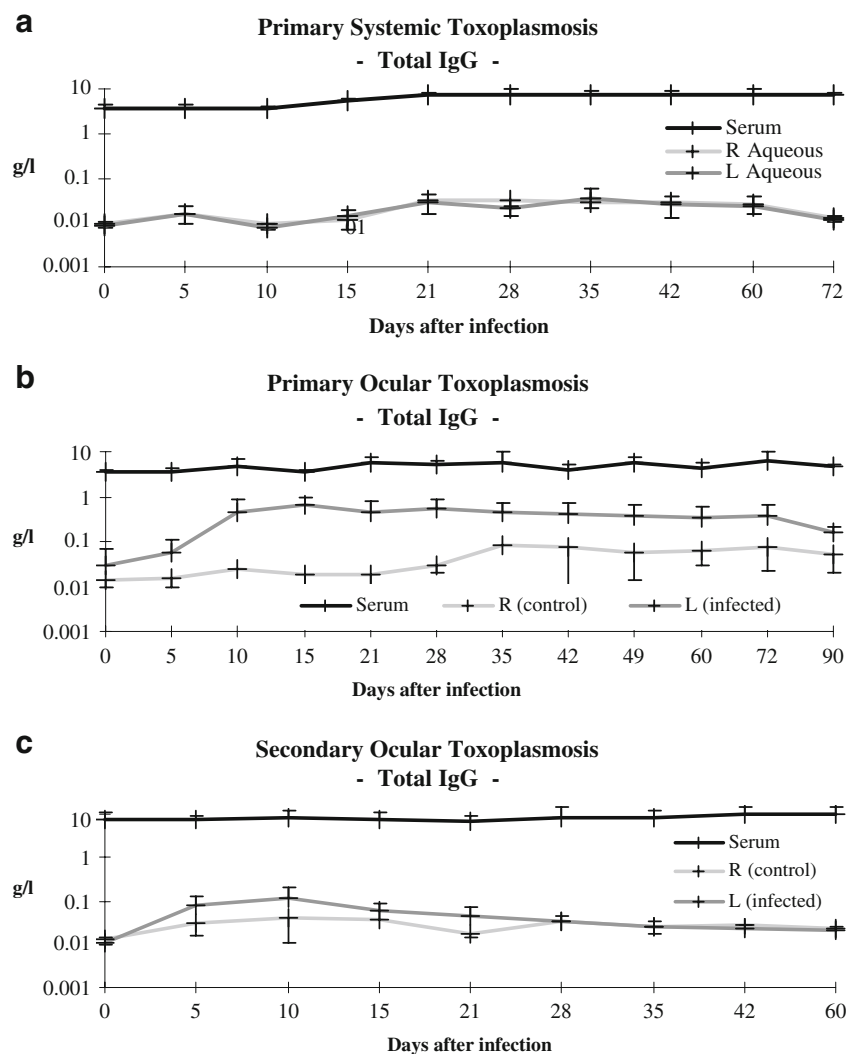 a
Primary Systemic Toxoplasmosis
- Total IgG -
10
1
g/l
0.1
0.01
0.001
Serum
R Aqueous
L Aqueous
01
0 5 10 15 21 28 35 42 60 72
Days after infection
b
Primary Ocular Toxoplasmosis
- Total IgG -
10
1
g/l
0.1
0.01
0.001
Serum R (control) L (infected)
0 5 10 15 21 28 35 42 49 60 72 90
Days after infection
c
Secondary Ocular Toxoplasmosis
- Total IgG -
10
1
g/l
0.1
0.01
0.001
Serum
R (control)
L (infected)
0 5 10 15 21 28 35 42 60
Days after infection